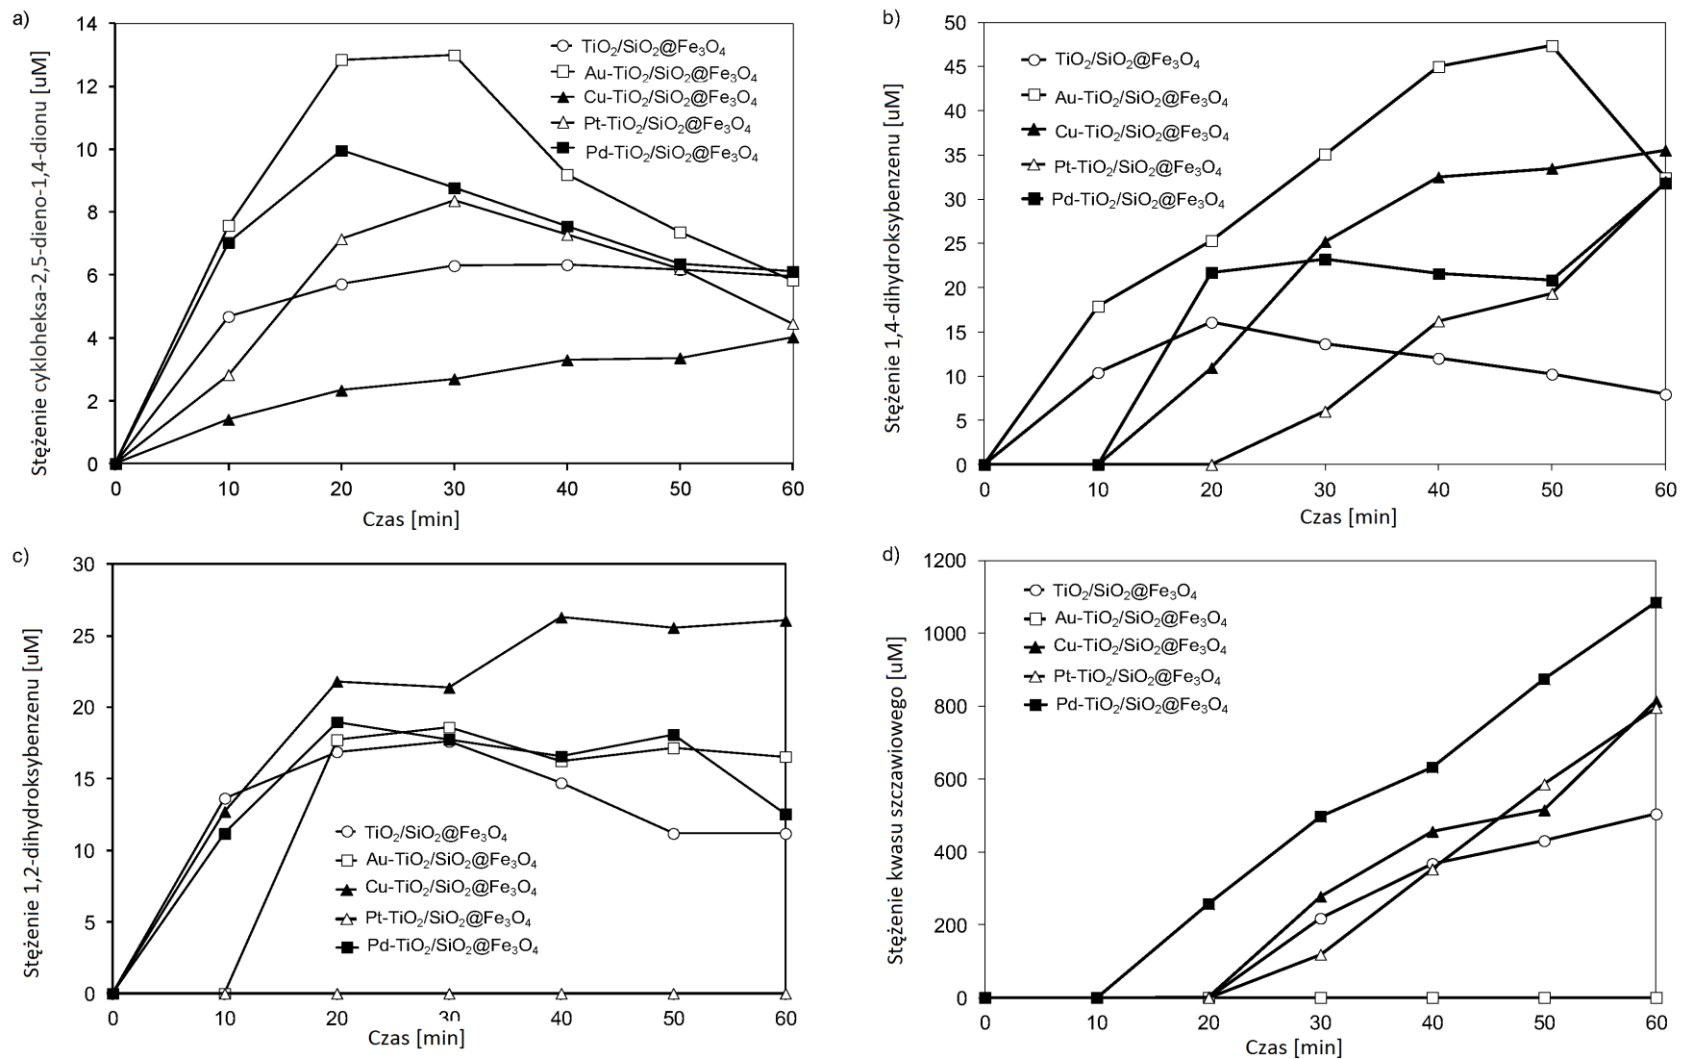 a)
Stężenie cykloheksa-2,5-dieno-1,4-dionu [uM]
14
12
10
8
6
4
2
0
TiO₂/SiO₂@Fe₃O₄
Au-TiO₂/SiO₂@Fe₃O₄
Cu-TiO₂/SiO₂@Fe₃O₄
Pt-TiO₂/SiO₂@Fe₃O₄
Pd-TiO₂/SiO₂@Fe₃O₄
0 10 20 30 40 50 60
Czas [min]
b)
Stężenie 1,4-dihydroksybenzenu [uM]
50
45
40
35
30
25
20
15
10
5
0
TiO₂/SiO₂@Fe₃O₄
Au-TiO₂/SiO₂@Fe₃O₄
Cu-TiO₂/SiO₂@Fe₃O₄
Pt-TiO₂/SiO₂@Fe₃O₄
Pd-TiO₂/SiO₂@Fe₃O₄
0 10 20 30 40 50 60
Czas [min]
c)
Stężenie 1,2-dihydroksybenzenu [uM]
30
25
20
15
10
5
0
TiO₂/SiO₂@Fe₃O₄
Au-TiO₂/SiO₂@Fe₃O₄
Cu-TiO₂/SiO₂@Fe₃O₄
Pt-TiO₂/SiO₂@Fe₃O₄
Pd-TiO₂/SiO₂@Fe₃O₄
0 10 20 30 40 50 60
Czas [min]
d)
Stężenie kwasu szczawiowego [uM]
1200
1000
800
600
400
200
0
TiO₂/SiO₂@Fe₃O₄
Au-TiO₂/SiO₂@Fe₃O₄
Cu-TiO₂/SiO₂@Fe₃O₄
Pt-TiO₂/SiO₂@Fe₃O₄
Pd-TiO₂/SiO₂@Fe₃O₄
0 10 20 30 40 50 60
Czas [min]